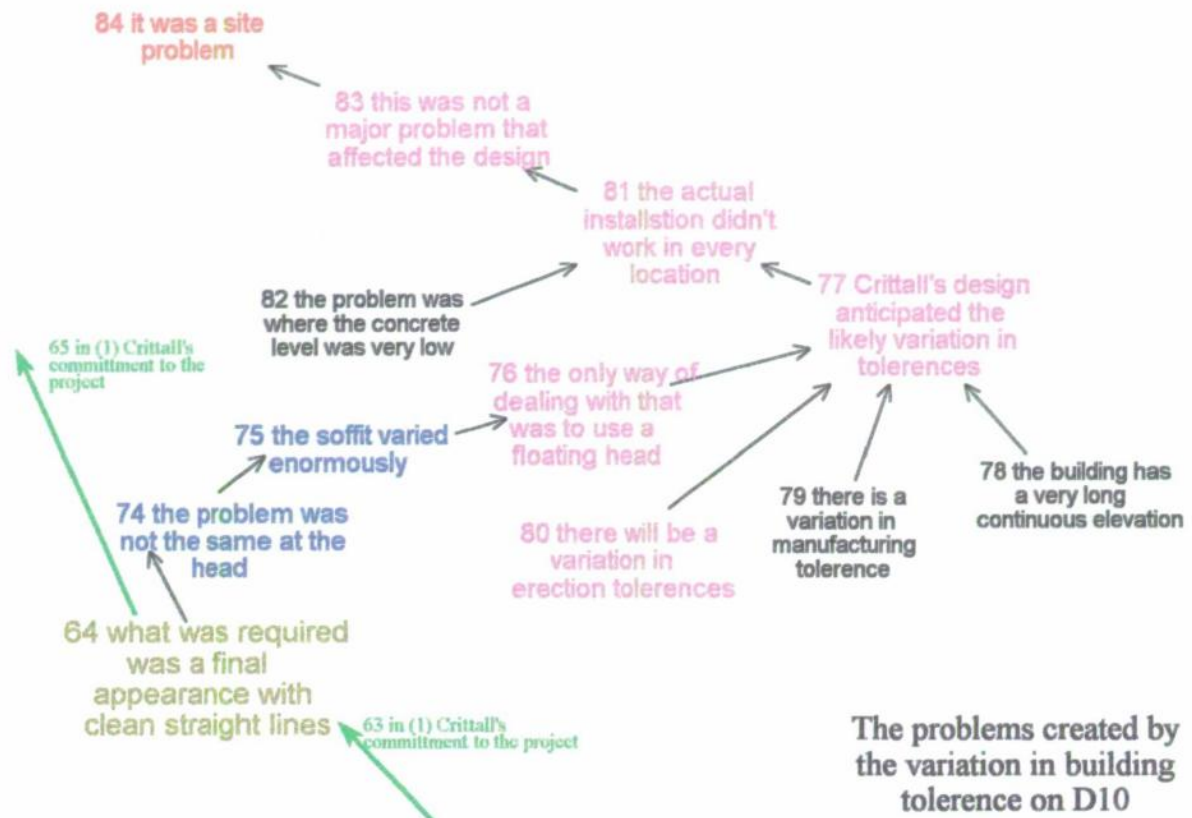 84 it was a site
problem
83 this was not a
major problem that
affected the design
81 the actual
installstion didn't
work in every
location
77 Crittall's design
anticipated the
likely variation in
tolerences
82 the problem was
where the concrete
level was very low
65 in (1) Crittall's
committment to the
project
76 the only way of
dealing with that
was to use a
floating head
75 the soffit varied
enormously
78 the building has
a very long
continuous elevation
79 there is a
variation in
manufacturing
tolerence
74 the problem was
not the same at the
head
80 there will be a
variation in
erection tolerences
64 what was required
was a final
appearance with
clean straight lines
63 in (1) Crittall's
committment to the project
The problems created by
the variation in building
tolerence on D10